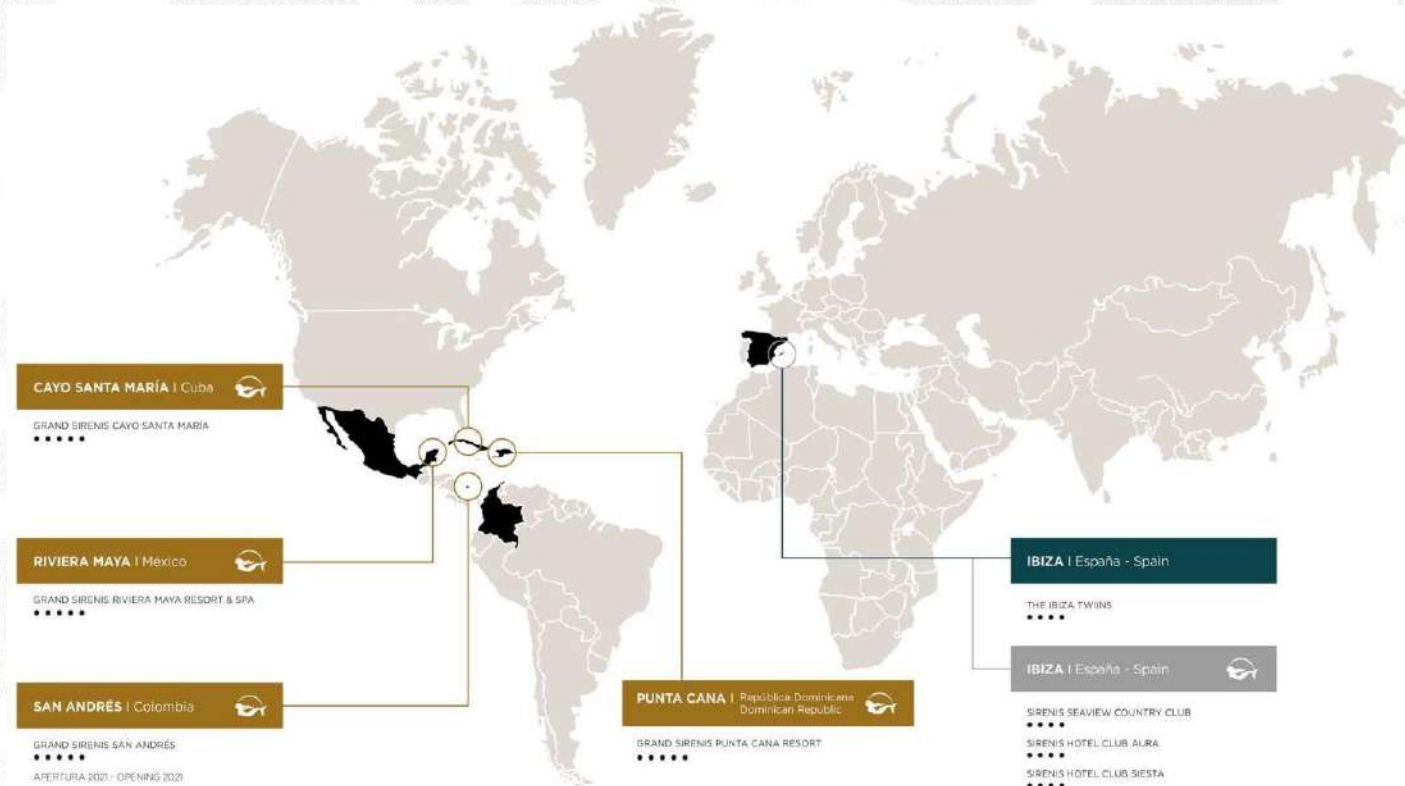 CAYO SANTA MARÍA | Cuba
GRAND SIRENIS CAYO SANTA MARÍA
RIVIERA MAYA | México
GRAND SIRENIS RIVIERA MAYA RESORT & SPA
SAN ANDRÉS | Colombia
GRAND SIRENIS SAN ANDRÉS
APERTURA 2021 - OPENING 2021
PUNTA CANA | República Dominicana
Dominican Republic
GRAND SIRENIS PUNTA CANA RESORT
IBIZA | España - Spain
THE IBIZA TWIINS
IBIZA | España - Spain
SIRENIS SEAVIEW COUNTRY CLUB
SIRENIS HOTEL CLUB AURA
SIRENIS HOTEL CLUB SIESTA